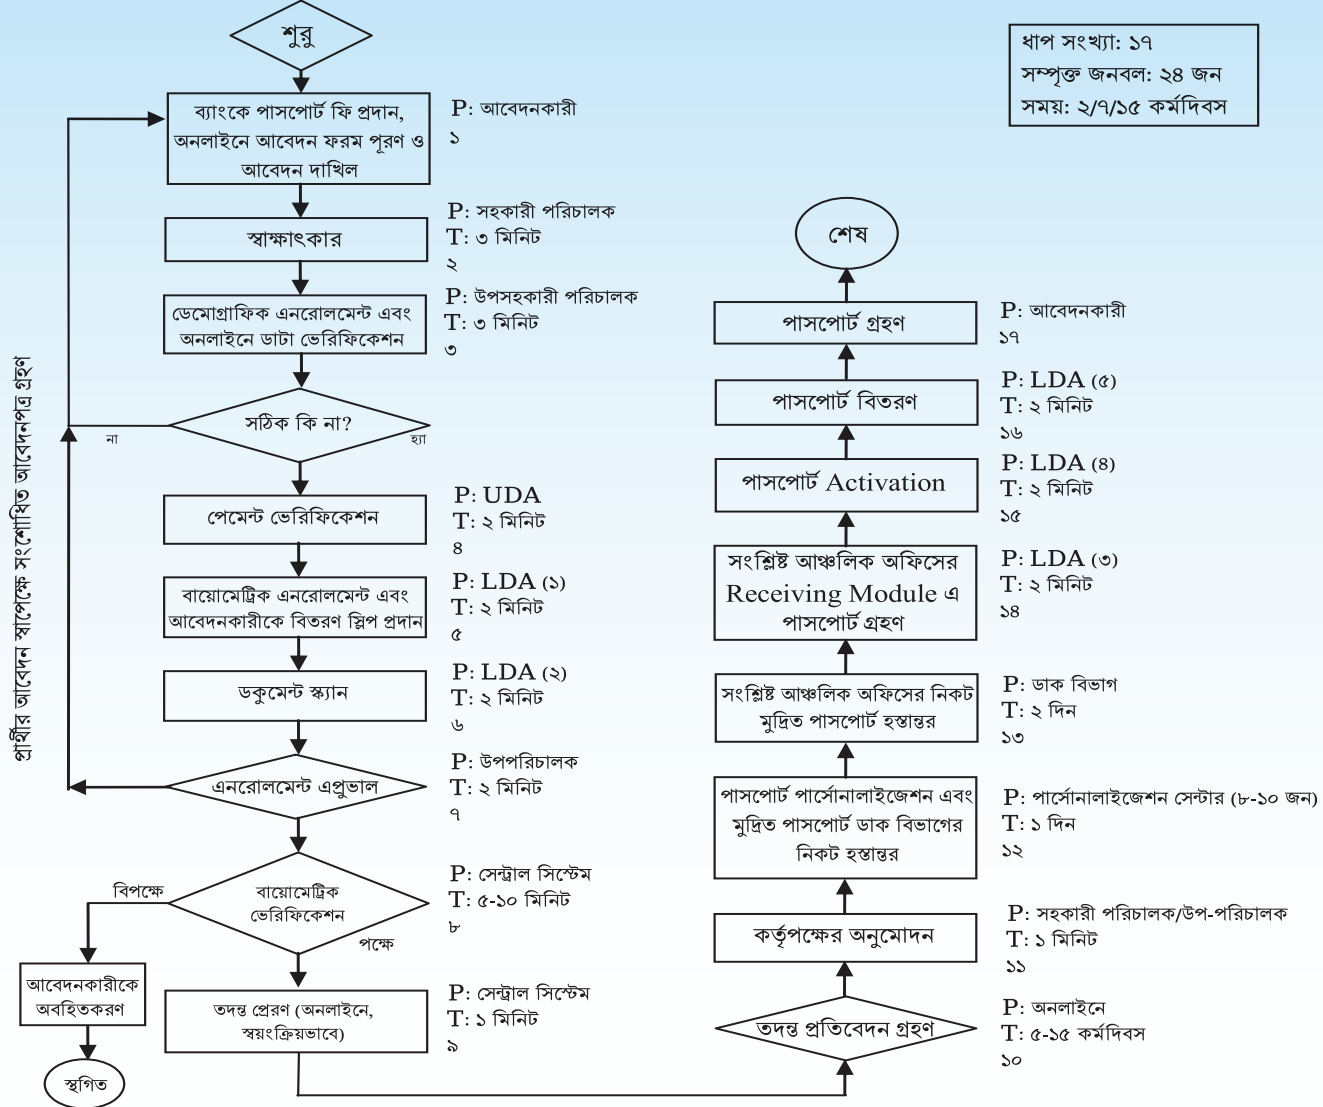 শুরু
ধাপ সংখ্যা: ১৭
সম্পৃক্ত জনবল: ২৪ জন
সময়: ২/৭/১৫ কর্মদিবস
ব্যাংকে পাসপোর্ট ফি প্রদান,
অনলাইনে আবেদন ফরম পূরণ ও
আবেদন দাখিল
P: আবেদনকারী
১
স্বাক্ষাৎকার
P: সহকারী পরিচালক
T: ৩ মিনিট
২
ডেমোগ্রাফিক এনরোলমেন্ট এবং
অনলাইনে ডাটা ভেরিফিকেশন
P: উপসহকারী পরিচালক
T: ৩ মিনিট
৩
সঠিক কি না?
না
হ্যা
প্রার্থীর আবেদন স্বাপেক্ষে সংশোধিত আবেদনপত্র গ্রহণ
পেমেন্ট ভেরিফিকেশন
P: UDA
T: ২ মিনিট
৪
বায়োমেট্রিক এনরোলমেন্ট এবং
আবেদনকারীকে বিতরণ স্লিপ প্রদান
P: LDA (১)
T: ২ মিনিট
৫
ডকুমেন্ট স্ক্যান
P: LDA (২)
T: ২ মিনিট
৬
এনরোলমেন্ট এপ্রুভাল
P: উপপরিচালক
T: ২ মিনিট
৭
বায়োমেট্রিক
ভেরিফিকেশন
বিপক্ষে
পক্ষে
P: সেন্ট্রাল সিস্টেম
T: ৫-১০ মিনিট
৮
আবেদনকারীকে
অবহিতকরণ
স্থগিত
তদন্ত প্রেরণ (অনলাইনে,
স্বয়ংক্রিয়ভাবে)
P: সেন্ট্রাল সিস্টেম
T: ১ মিনিট
৯
তদন্ত প্রতিবেদন গ্রহণ
P: অনলাইনে
T: ৫-১৫ কর্মদিবস
১০
কর্তৃপক্ষের অনুমোদন
P: সহকারী পরিচালক/উপ-পরিচালক
T: ১ মিনিট
১১
পাসপোর্ট পার্সোনালাইজেশন এবং
মুদ্রিত পাসপোর্ট ডাক বিভাগের
নিকট হস্তান্তর
P: পার্সোনালাইজেশন সেন্টার (৮-১০ জন)
T: ১ দিন
১২
সংশ্লিষ্ট আঞ্চলিক অফিসের নিকট
মুদ্রিত পাসপোর্ট হস্তান্তর
P: ডাক বিভাগ
T: ২ দিন
১৩
সংশ্লিষ্ট আঞ্চলিক অফিসের
Receiving Module এ
পাসপোর্ট গ্রহণ
P: LDA (৩)
T: ২ মিনিট
১৪
পাসপোর্ট Activation
P: LDA (৪)
T: ২ মিনিট
১৫
পাসপোর্ট বিতরণ
P: LDA (৫)
T: ২ মিনিট
১৬
পাসপোর্ট গ্রহণ
P: আবেদনকারী
১৭
শেষ